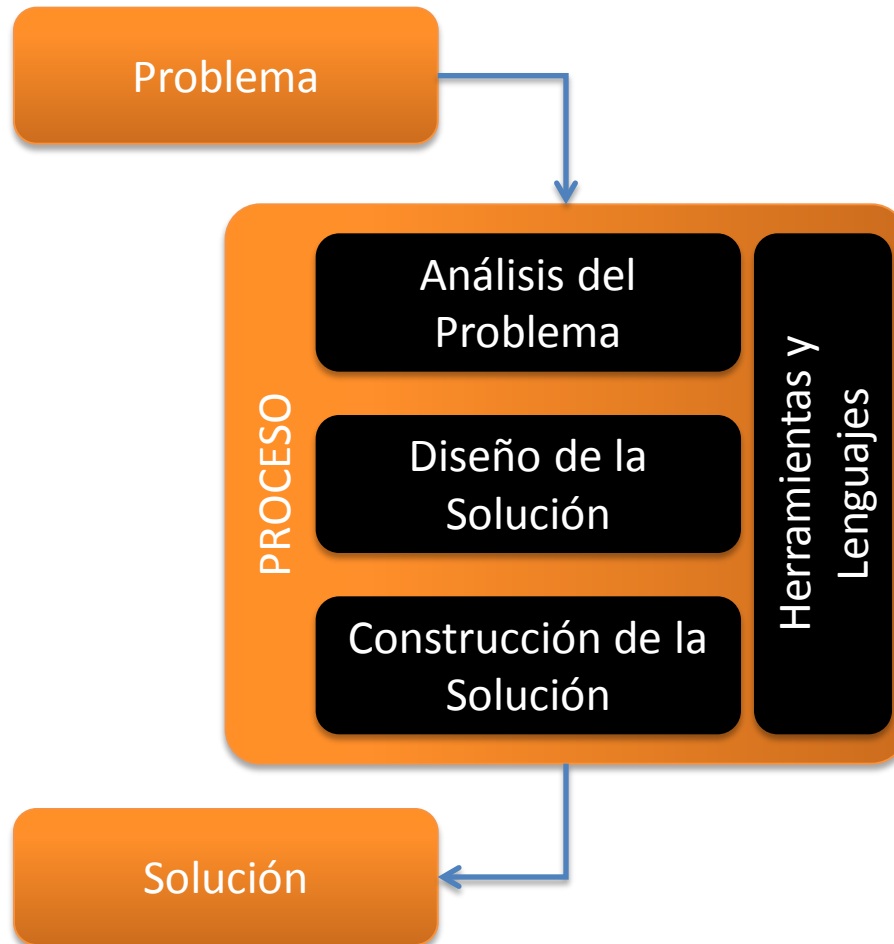 Problema
PROCESO
Análisis del
Problema
Diseño de la
Solución
Construcción de la
Solución
Herramientas y
Lenguajes
Solución